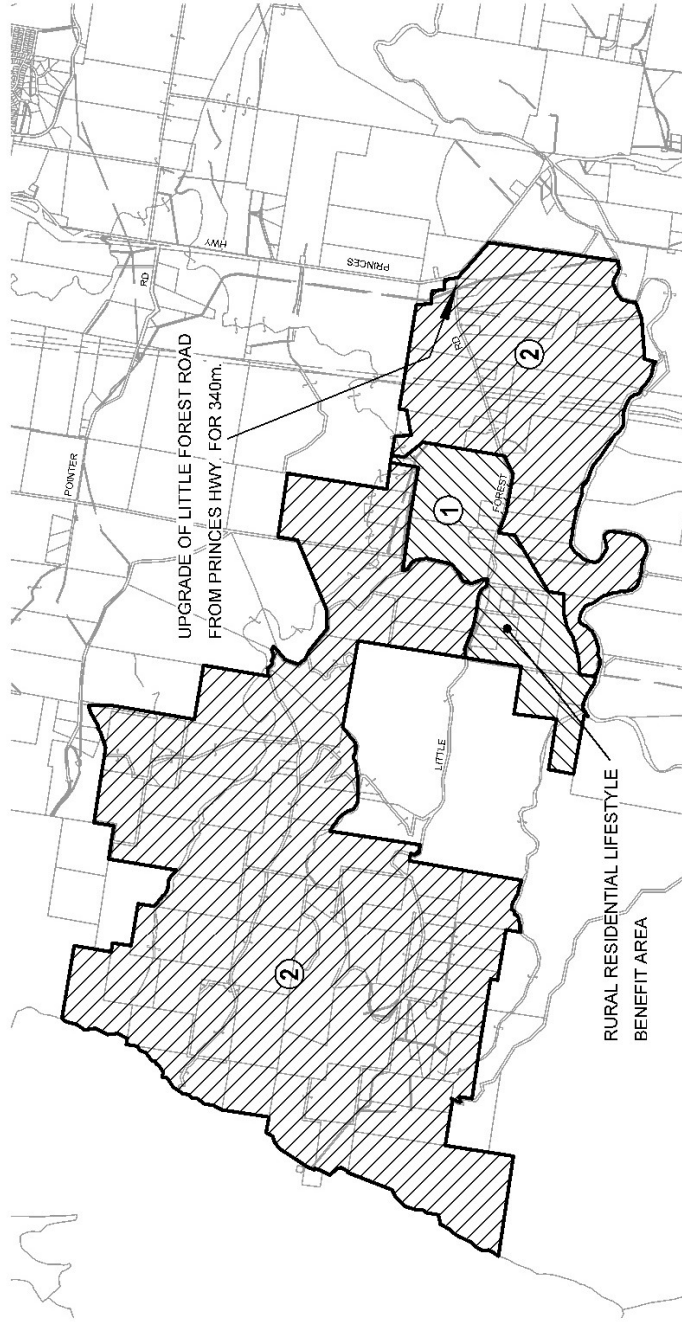 POINTER
RD
HWY
PRINCES
UPGRADE OF LITTLE FOREST ROAD
FROM PRINCES HWY. FOR 340m.
RD
2
1
FOREST
LITTLE
2
RURAL RESIDENTIAL LIFESTYLE
BENEFIT AREA